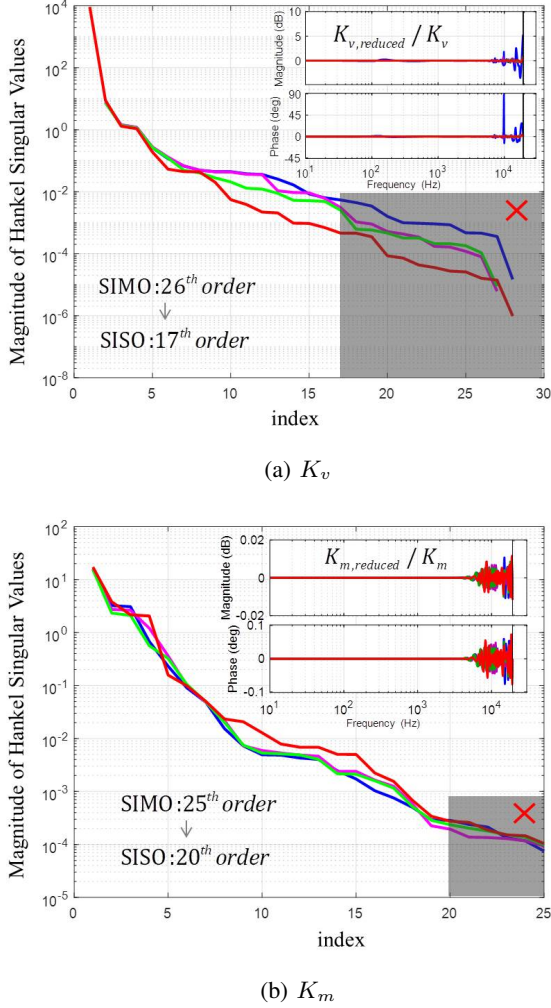 10^4
10^2
10^0
10^-2
10^-4
10^-6
10^-8
Magnitude of Hankel Singular Values
10
5
0
-5
Magnitude (dB)
K_v,reduced / K_v
90
45
0
-45
Phase (deg)
10^1 10^2 10^3 10^4
Frequency (Hz)
SIMO:26^th order
↓
SISO:17^th order
0 5 10 15 20 25 30
index
(a) K_v
10^2
10^1
10^0
10^-1
10^-2
10^-3
10^-4
10^-5
Magnitude of Hankel Singular Values
0.02
0
-0.02
Magnitude (dB)
K_m,reduced / K_m
0.1
0
-0.1
Phase (deg)
10^1 10^2 10^3 10^4
Frequency (Hz)
SIMO:25^th order
↓
SISO:20^th order
0 5 10 15 20 25
index
(b) K_m